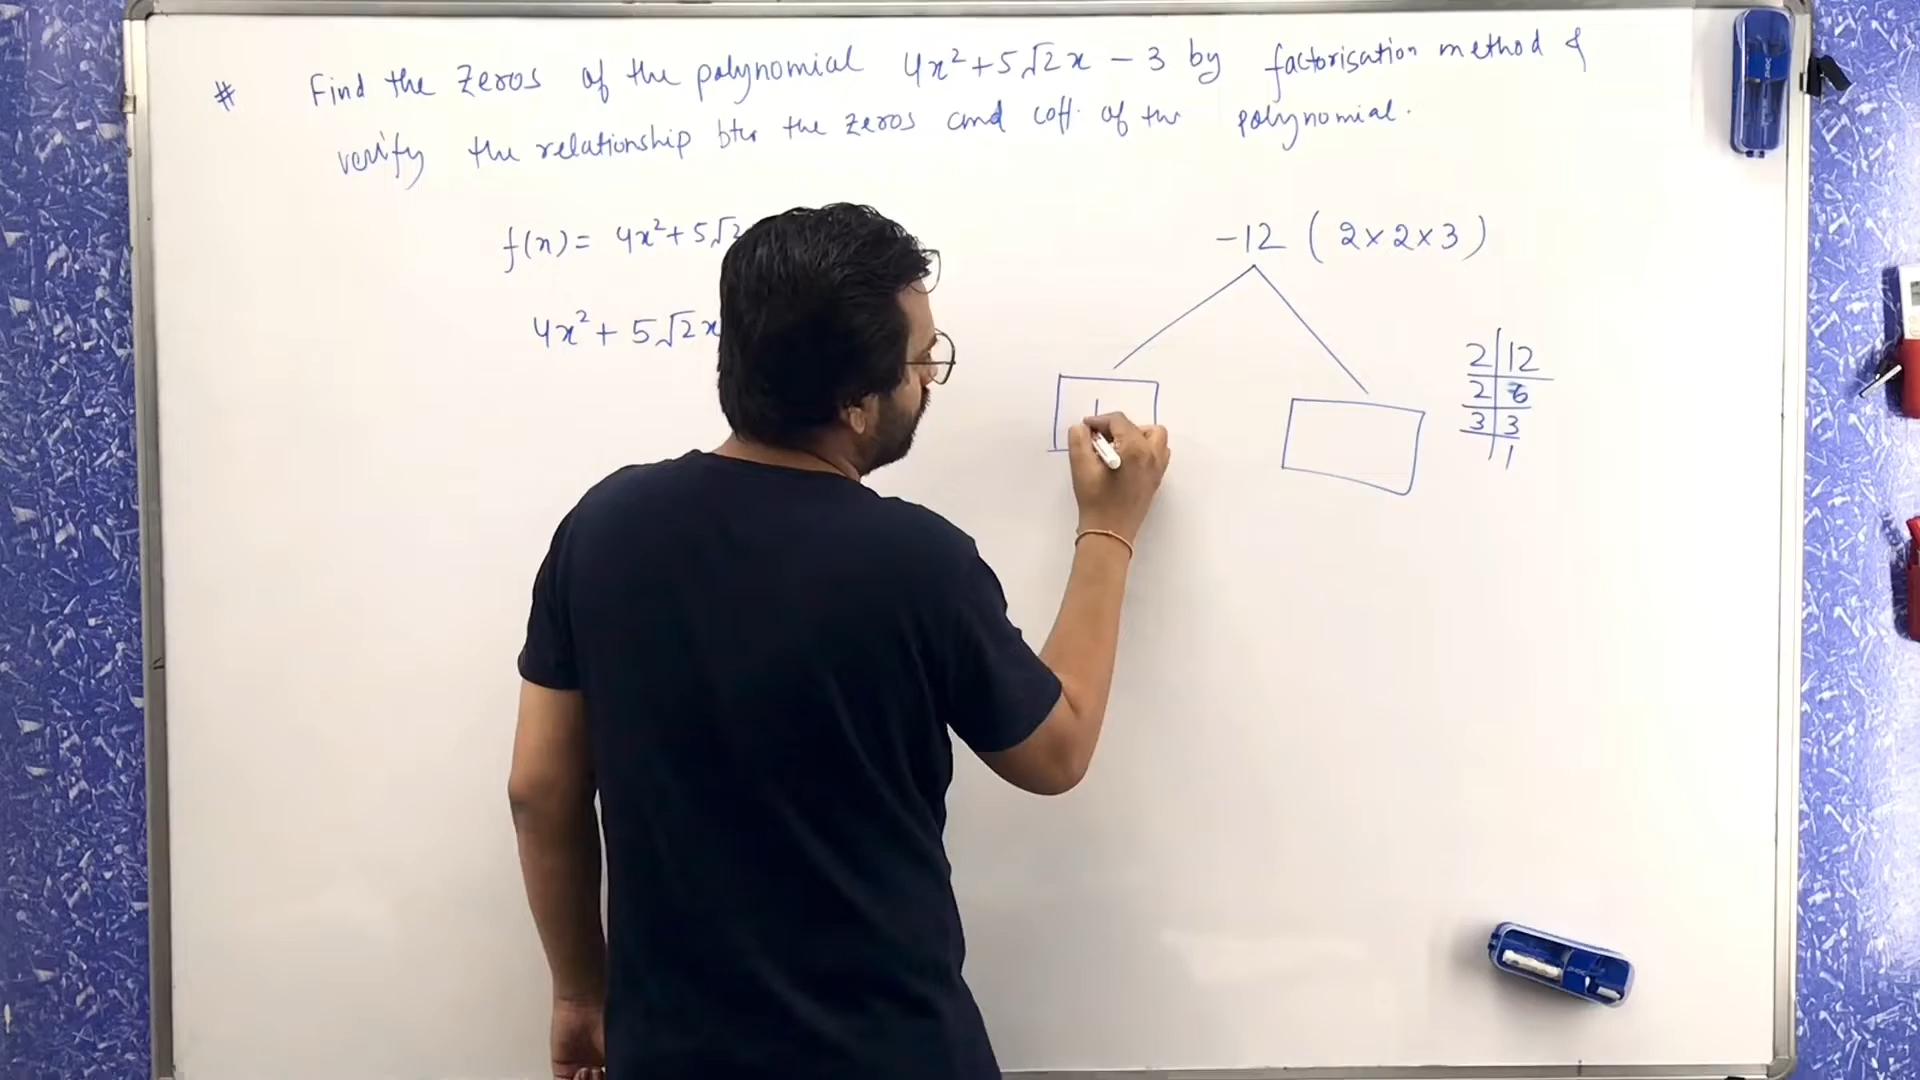 # Find the zeros of the polynomial 4x²+5√2x − 3 by factorisation method &
verify the relationship btw the zeros and coff. of the polynomial.
f(x)= 4x²+ 5√2
4x²+ 5√2x
−12 ( 2×2×3 )
2|12
2|6
3|3
|1